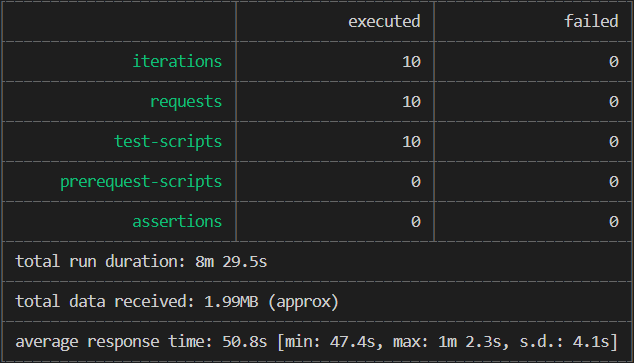 executed failed
iterations 10 0
requests 10 0
test-scripts 10 0
prerequest-scripts 0 0
assertions 0 0
total run duration: 8m 29.5s
total data received: 1.99MB (approx)
average response time: 50.8s [min: 47.4s, max: 1m 2.3s, s.d.: 4.1s]